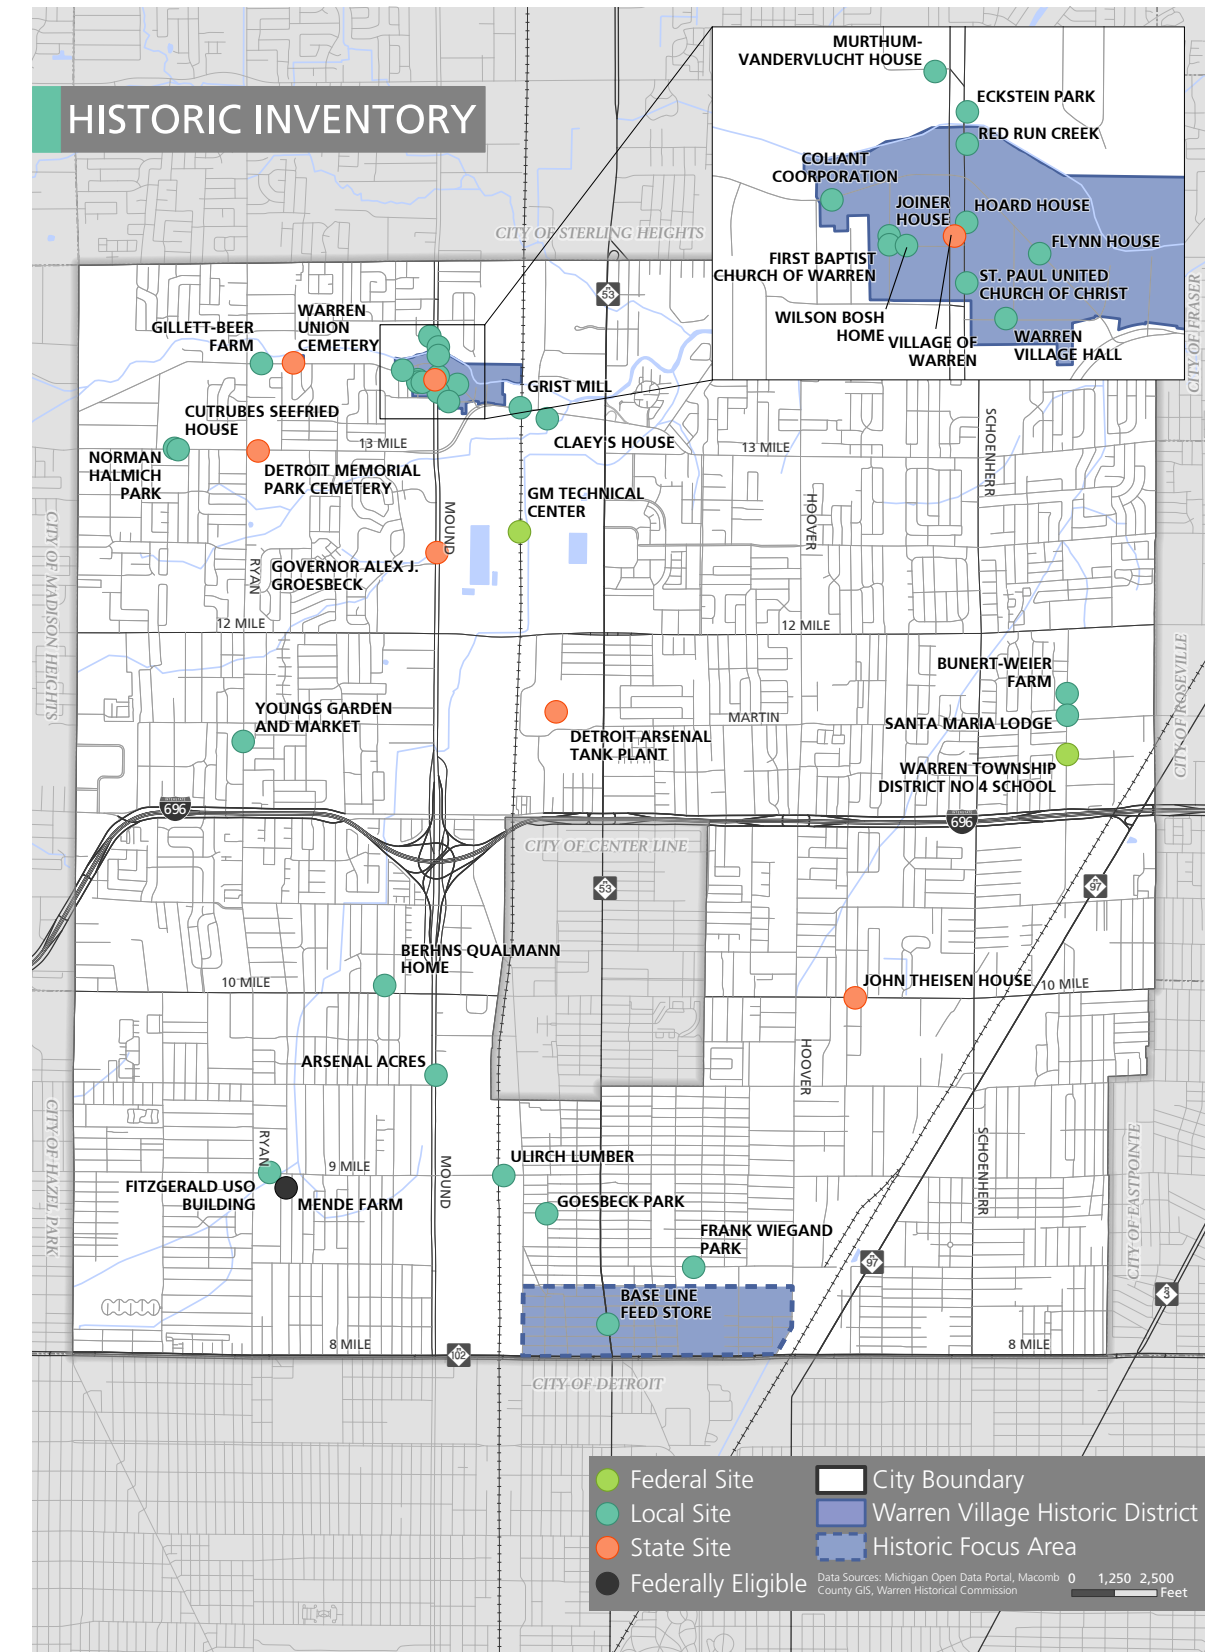 HISTORIC INVENTORY
MURTHUM-
VANDERVLUCHT HOUSE
ECKSTEIN PARK
RED RUN CREEK
COLIANT
COORPORATION
JOINER
HOUSE
HOARD HOUSE
FLYNN HOUSE
FIRST BAPTIST
CHURCH OF WARREN
ST. PAUL UNITED
CHURCH OF CHRIST
WILSON BOSH
HOME
VILLAGE OF
WARREN
WARREN
VILLAGE HALL
CITY OF STERLING HEIGHTS
CITY OF FRASER
M
53
GILLETT-BEER
FARM
WARREN
UNION
CEMETERY
GRIST MILL
CLAEY'S HOUSE
CUTRUBES SEEFRIED
HOUSE
13 MILE
13 MILE
SCHOENHERR
NORMAN
HALMICH
PARK
DETROIT MEMORIAL
PARK CEMETERY
GM TECHNICAL
CENTER
MOUND
HOOVER
CITY OF MADISON HEIGHTS
RYAN
GOVERNOR ALEX J.
GROESBECK
12 MILE
12 MILE
CITY OF ROSEVILLE
BUNERT-WEIER
FARM
YOUNGS GARDEN
AND MARKET
MARTIN
SANTA MARIA LODGE
DETROIT ARSENAL
TANK PLANT
WARREN TOWNSHIP
DISTRICT NO 4 SCHOOL
696
696
CITY OF CENTER LINE
M
53
M
97
BERHNS QUALMANN
HOME
10 MILE
JOHN THEISEN HOUSE
10 MILE
ARSENAL ACRES
HOOVER
CITY OF HAZEL PARK
RYAN
9 MILE
MOUND
ULIRCH LUMBER
SCHOENHERR
CITY OF EASTPOINTE
FITZGERALD USO
BUILDING
MENDE FARM
GOESBECK PARK
FRANK WIEGAND
PARK
M
97
BASE LINE
FEED STORE
M
3
8 MILE
M
102
8 MILE
CITY OF DETROIT
Federal Site
Local Site
State Site
Federally Eligible
City Boundary
Warren Village Historic District
Historic Focus Area
Data Sources: Michigan Open Data Portal, Macomb
County GIS, Warren Historical Commission
0 1,250 2,500
Feet